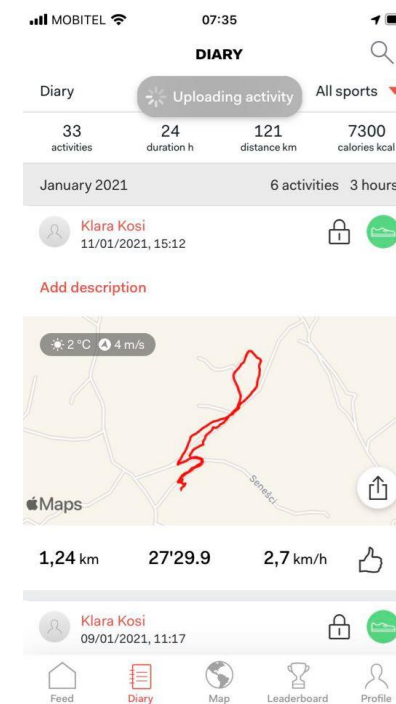 MOBITEL 07:35
DIARY
Diary Uploading activity All sports
33 24 121 7300
activities duration h distance km calories kcal
January 2021 6 activities 3 hours
Klara Kosi
11/01/2021, 15:12
Add description
2 °C 4 m/s
Senešci
Maps
1,24 km 27'29.9 2,7 km/h
Klara Kosi
09/01/2021, 11:17
Feed Diary Map Leaderboard Profile